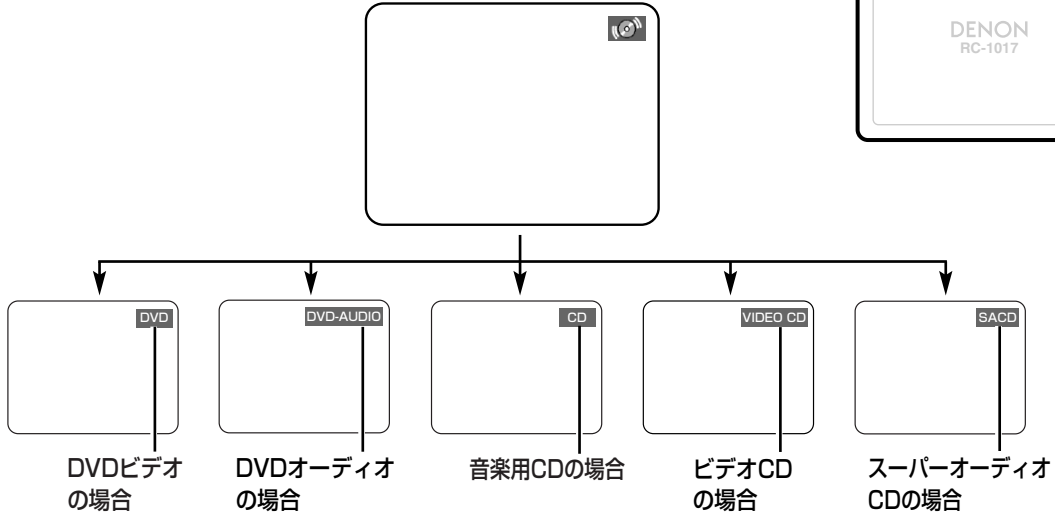 DENON
RC-1017
DVD
DVD-AUDIO
CD
VIDEO CD
SACD
DVDビデオ
の場合
DVDオーディオ
の場合
音楽用CDの場合
ビデオCD
の場合
スーパーオーディオ
CDの場合